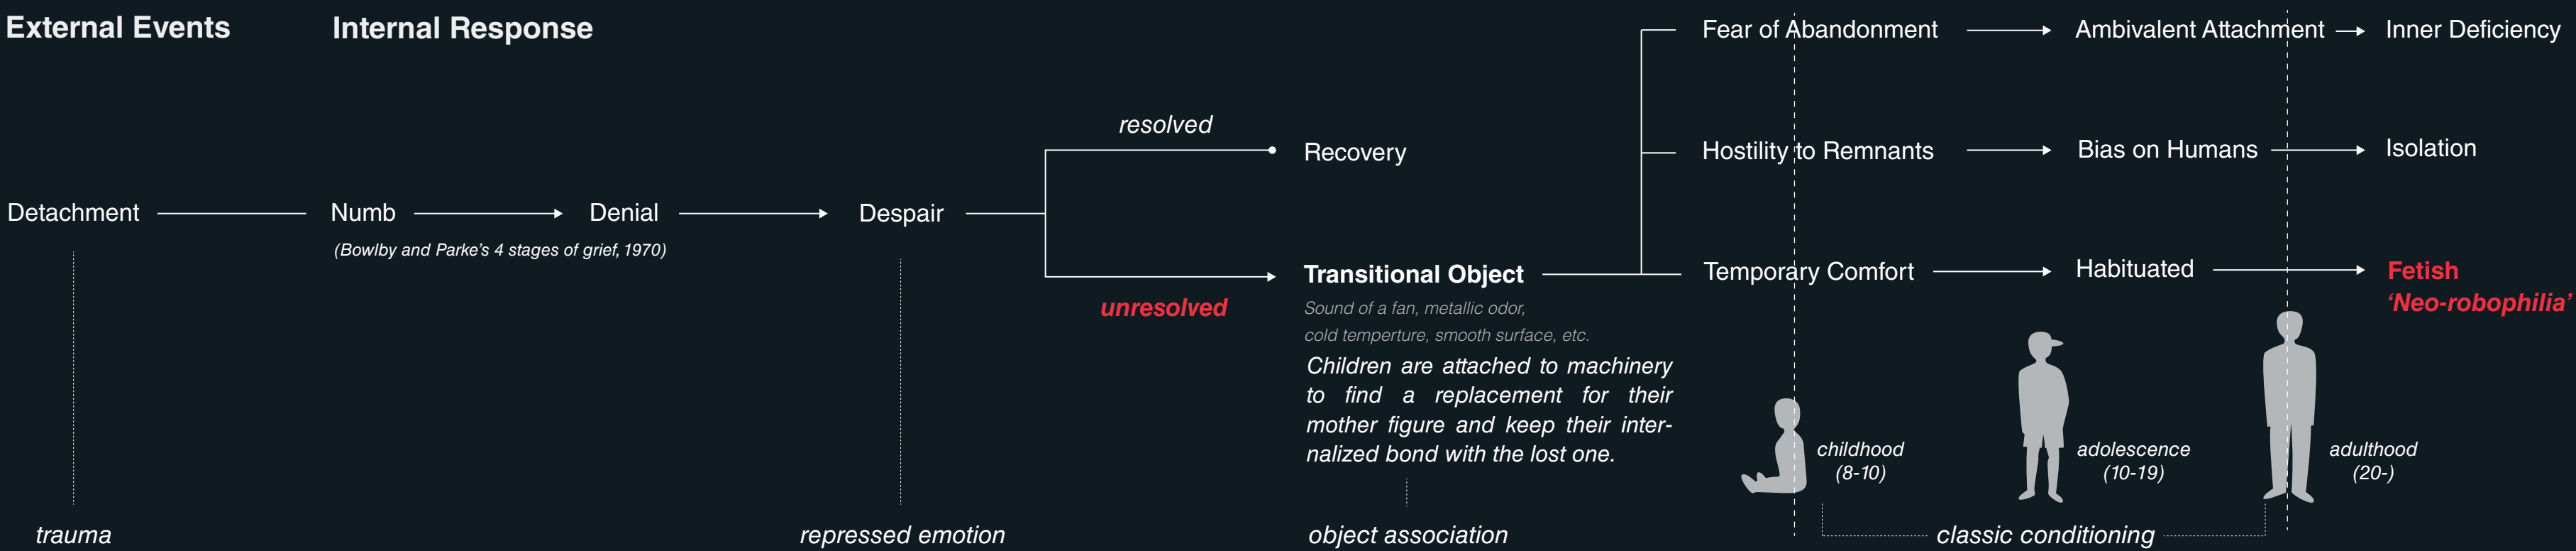 External Events
Internal Response
Fear of Abandonment
Ambivalent Attachment
Inner Deficiency
resolved
Recovery
Hostility to Remnants
Bias on Humans
Isolation
Detachment
Numb
Denial
Despair
(Bowlby and Parke's 4 stages of grief, 1970)
unresolved
Transitional Object
Temporary Comfort
Habituated
Fetish
‘Neo-robophilia’
Sound of a fan, metallic odor,
cold temperture, smooth surface, etc.
Children are attached to machinery
to find a replacement for their
mother figure and keep their inter-
nalized bond with the lost one.
childhood
(8-10)
adolescence
(10-19)
adulthood
(20-)
trauma
repressed emotion
object association
classic conditioning